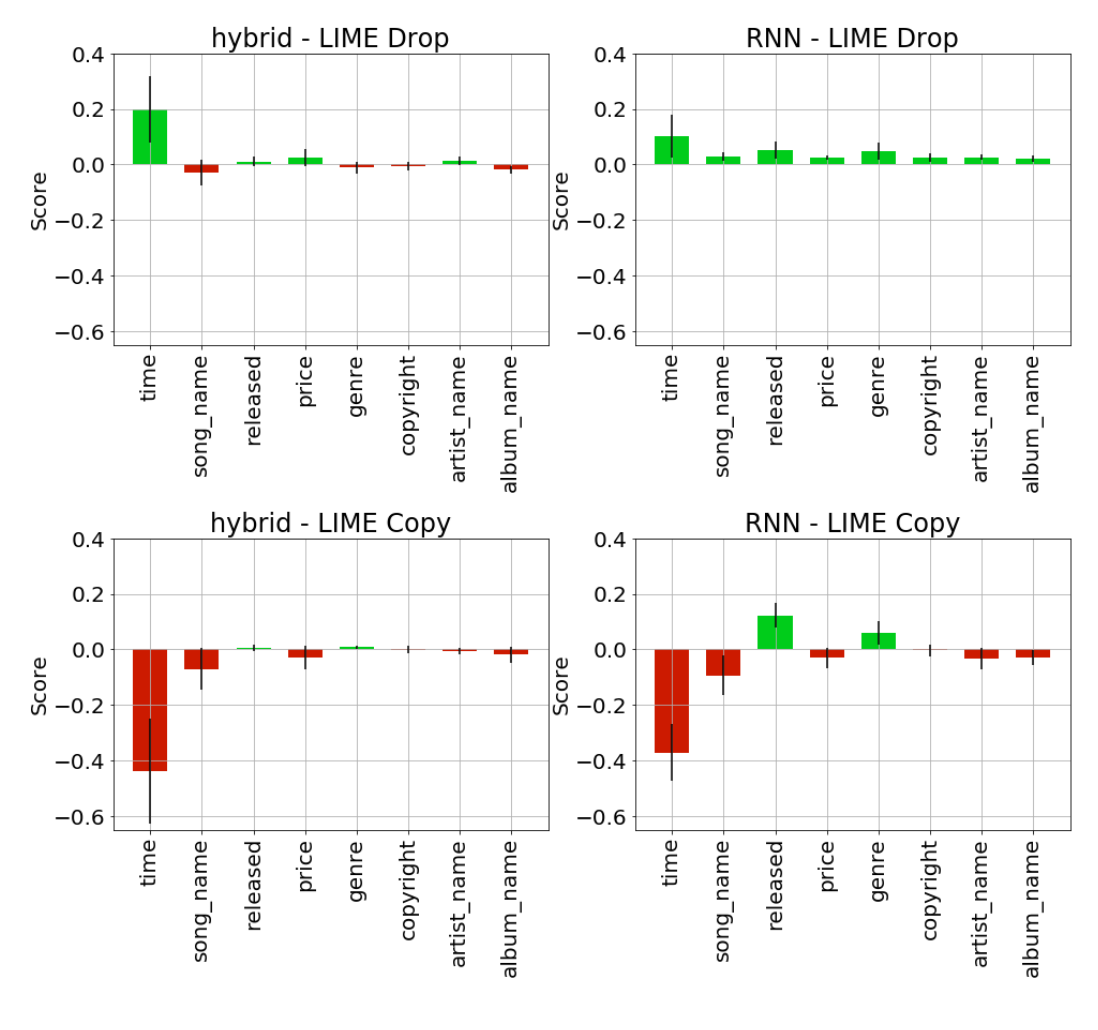 hybrid - LIME Drop
0.4
0.2
0.0
−0.2
−0.4
−0.6
Score
time
song_name
released
price
genre
copyright
artist_name
album_name
RNN - LIME Drop
0.4
0.2
0.0
−0.2
−0.4
−0.6
Score
time
song_name
released
price
genre
copyright
artist_name
album_name
hybrid - LIME Copy
0.4
0.2
0.0
−0.2
−0.4
−0.6
Score
time
song_name
released
price
genre
copyright
artist_name
album_name
RNN - LIME Copy
0.4
0.2
0.0
−0.2
−0.4
−0.6
Score
time
song_name
released
price
genre
copyright
artist_name
album_name